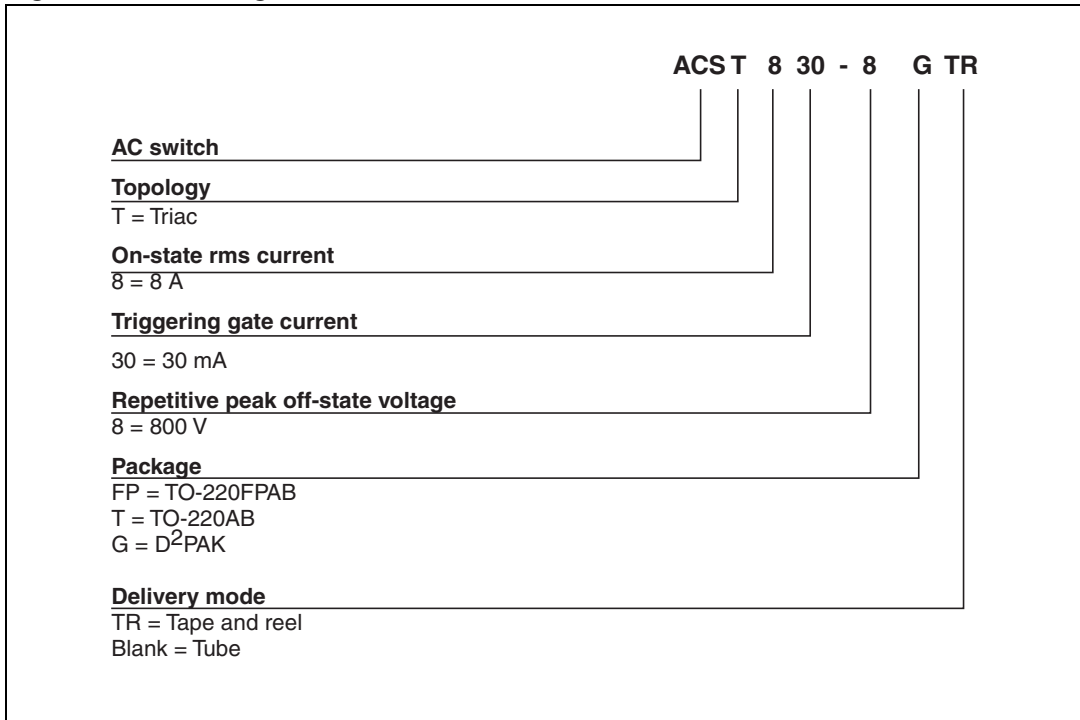 ACS T 8 30 - 8 G TR
AC switch
Topology
T = Triac
On-state rms current
8 = 8 A
Triggering gate current
30 = 30 mA
Repetitive peak off-state voltage
8 = 800 V
Package
FP = TO-220FPAB
T = TO-220AB
G = D²PAK
Delivery mode
TR = Tape and reel
Blank = Tube